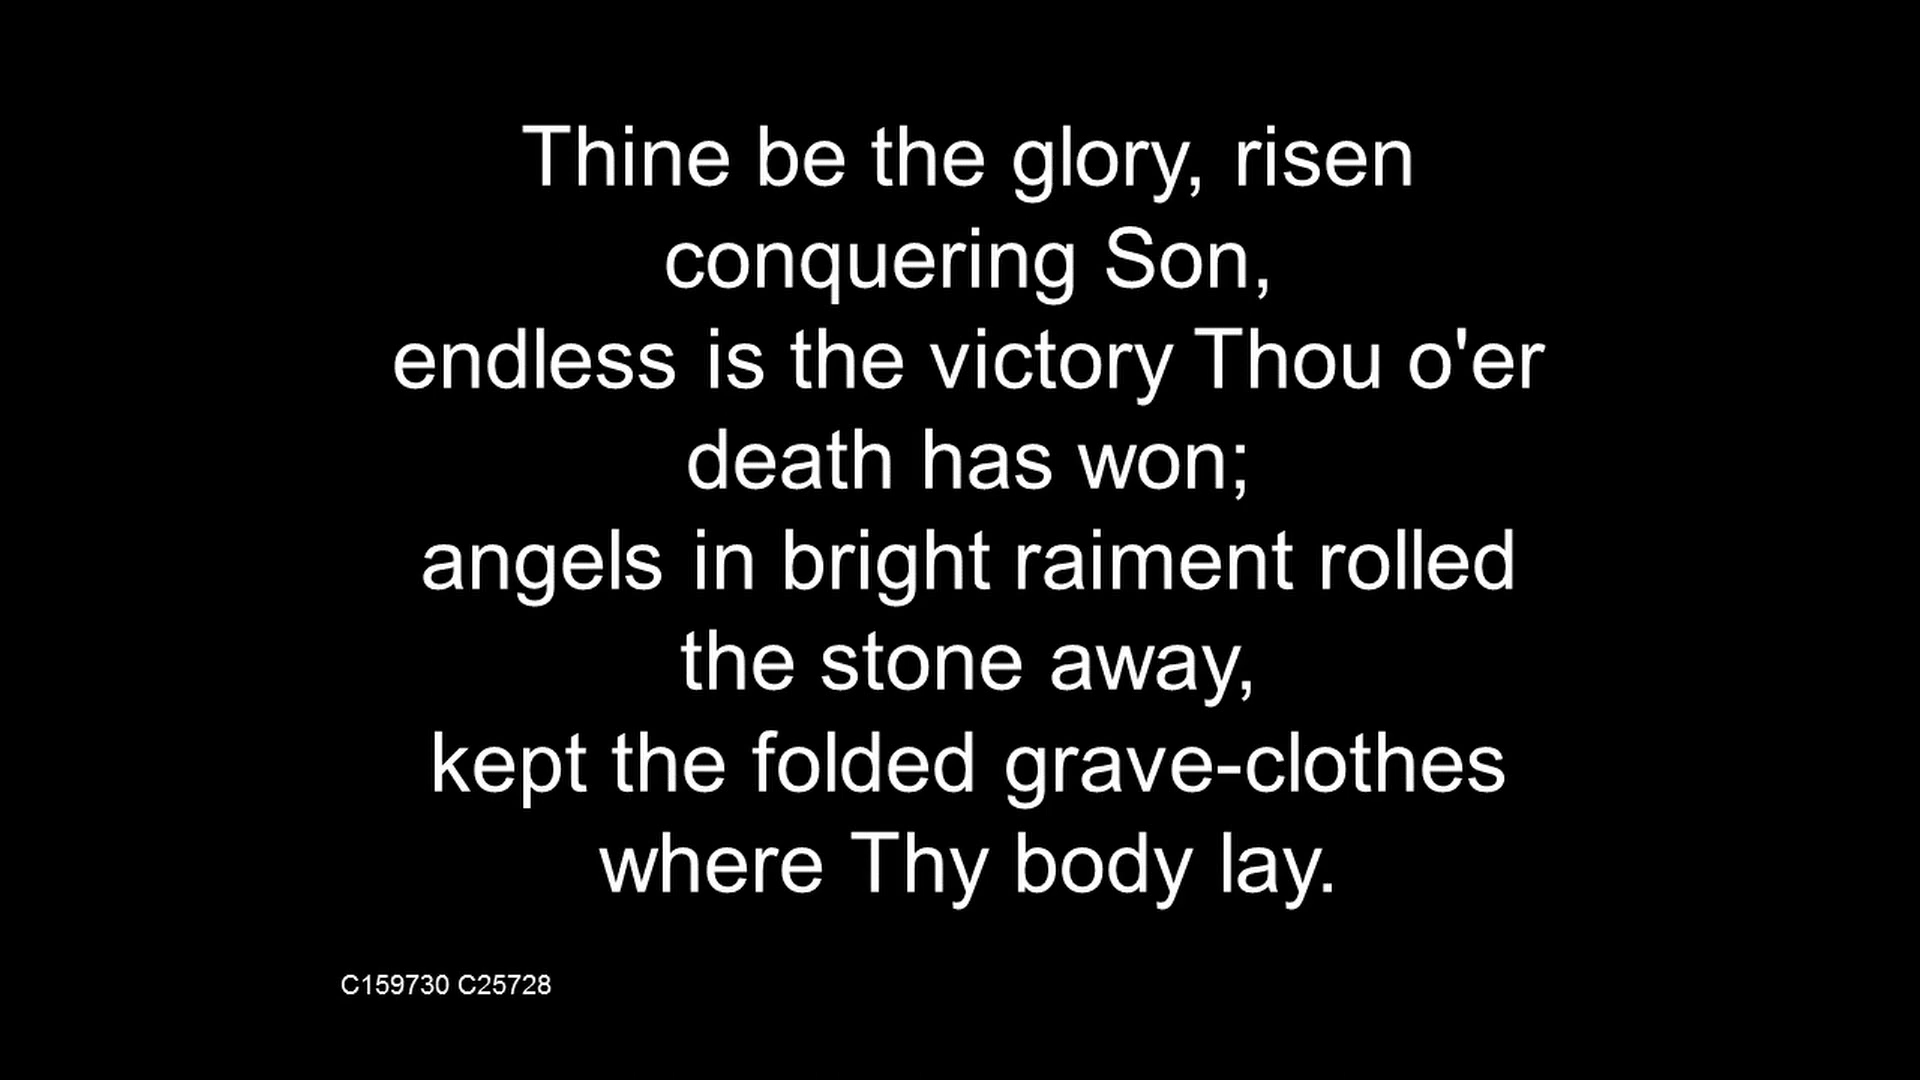 Thine be the glory, risen
conquering Son,
endless is the victory Thou o'er
death has won;
angels in bright raiment rolled
the stone away,
kept the folded grave-clothes
where Thy body lay.
C159730 C25728